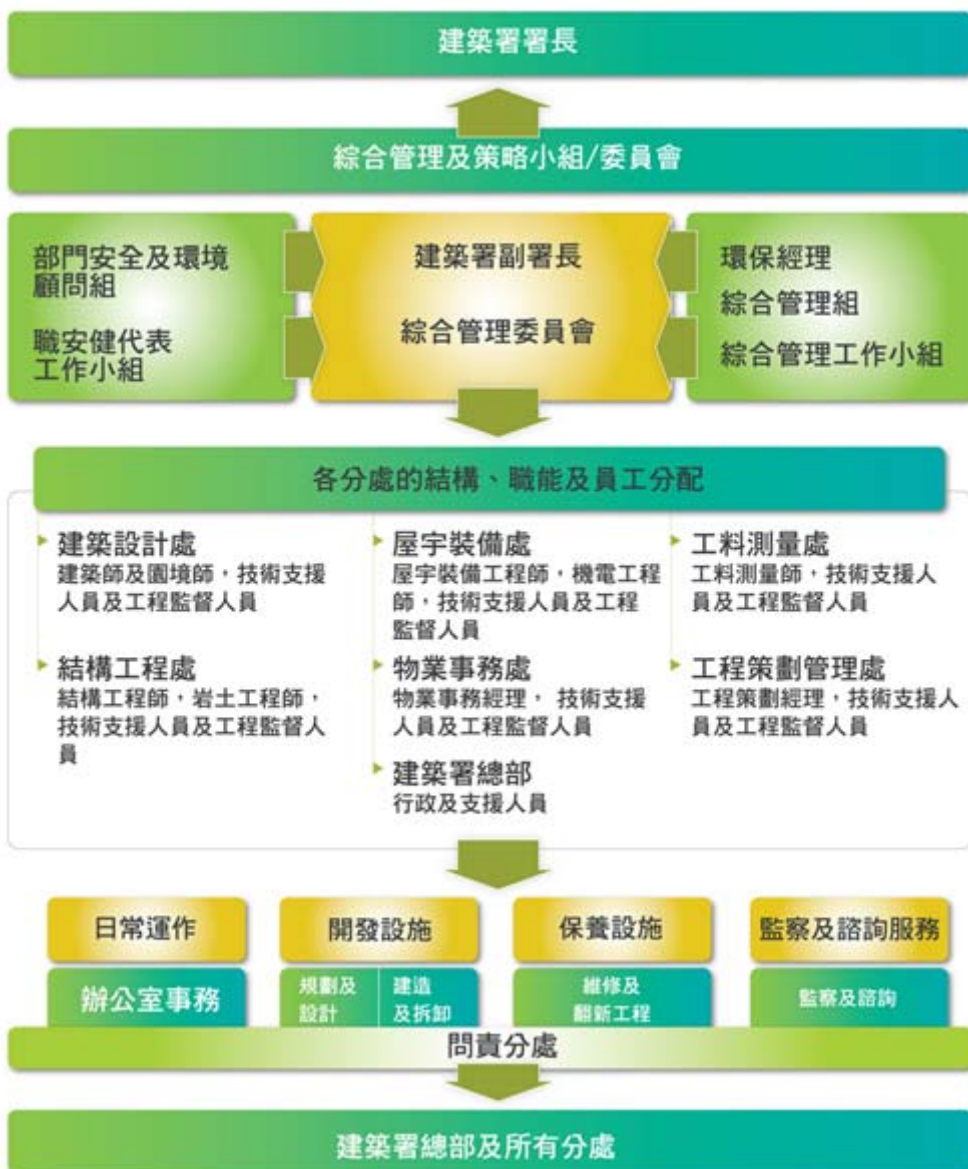 建築署署長
綜合管理及策略小組/委員會
部門安全及環境
顧問組
職安健代表
工作小組
建築署副署長
綜合管理委員會
環保經理
綜合管理組
綜合管理工作小組
各分處的結構、職能及員工分配
建築設計處
建築師及園境師，技術支援
人員及工程監督人員
結構工程處
結構工程師，岩土工程師，
技術支援人員及工程監督人
員
屋宇裝備處
屋宇裝備工程師，機電工程
師，技術支援人員及工程
監督人員
物業事務處
物業事務經理， 技術支援
人員及工程監督人員
建築署總部
行政及支援人員
工料測量處
工料測量師，技術支援人
員及工程監督人員
工程策劃管理處
工程策劃經理，技術支援人
員及工程監督人員
日常運作
辦公室事務
開發設施
規劃及
設計
建造
及拆卸
保養設施
維修及
翻新工程
監察及諮詢服務
監察及諮詢
問責分處
建築署總部及所有分處